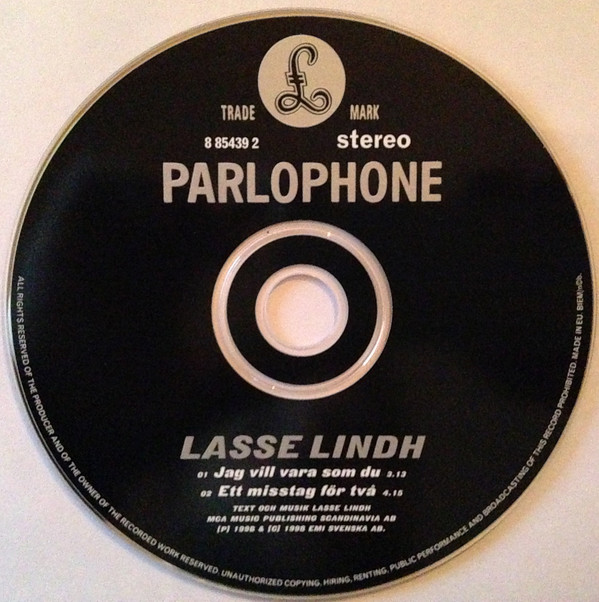 £
TRADE MARK
8 85439 2 stereo
PARLOPHONE
LASSE LINDH
01 Jag vill vara som du 3.13
02 Ett misstag för två 4.15
TEXT OCH MUSIK LASSE LINDH
MCA MUSIC PUBLISHING SCANDINAVIA AB
[P] 1998 & [C] 1998 EMI SVENSKA AB.
ALL RIGHTS RESERVED OF THE PRODUCER AND OF THE OWNER OF THE RECORDED WORK RESERVED. UNAUTHORIZED COPYING, HIRING, RENTING, PUBLIC PERFORMANCE AND BROADCASTING OF THIS RECORD PROHIBITED. MADE IN EU. BIEM/nCb.